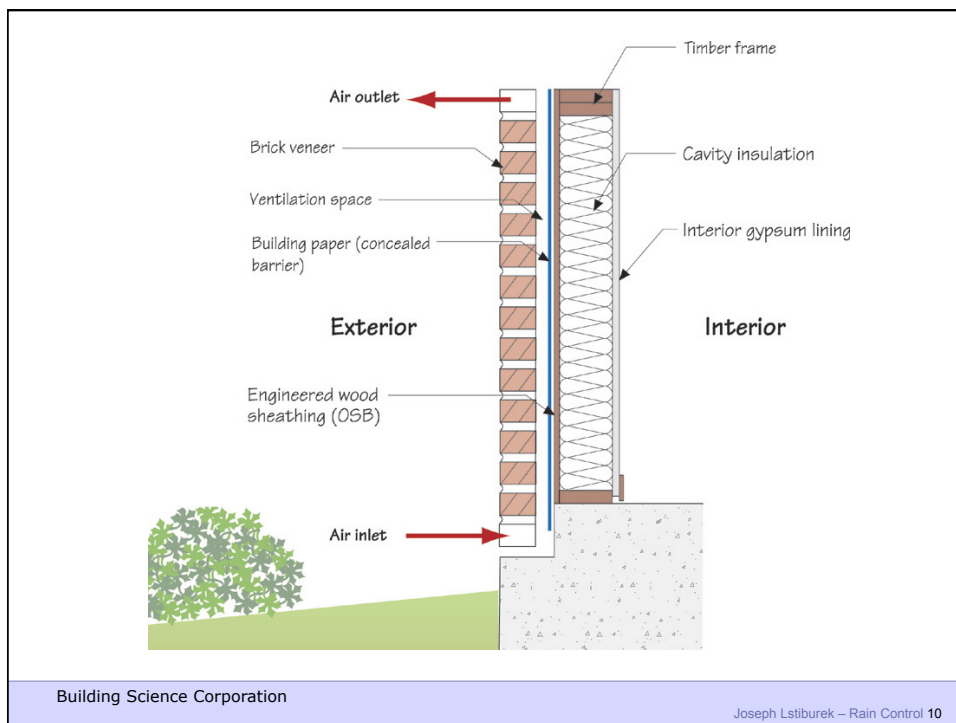 Timber frame
Air outlet
Brick veneer
Cavity insulation
Ventilation space
Interior gypsum lining
Building paper (concealed
barrier)
Exterior
Interior
Engineered wood
sheathing (OSB)
Air inlet
Building Science Corporation
Joseph Lstiburek – Rain Control 10